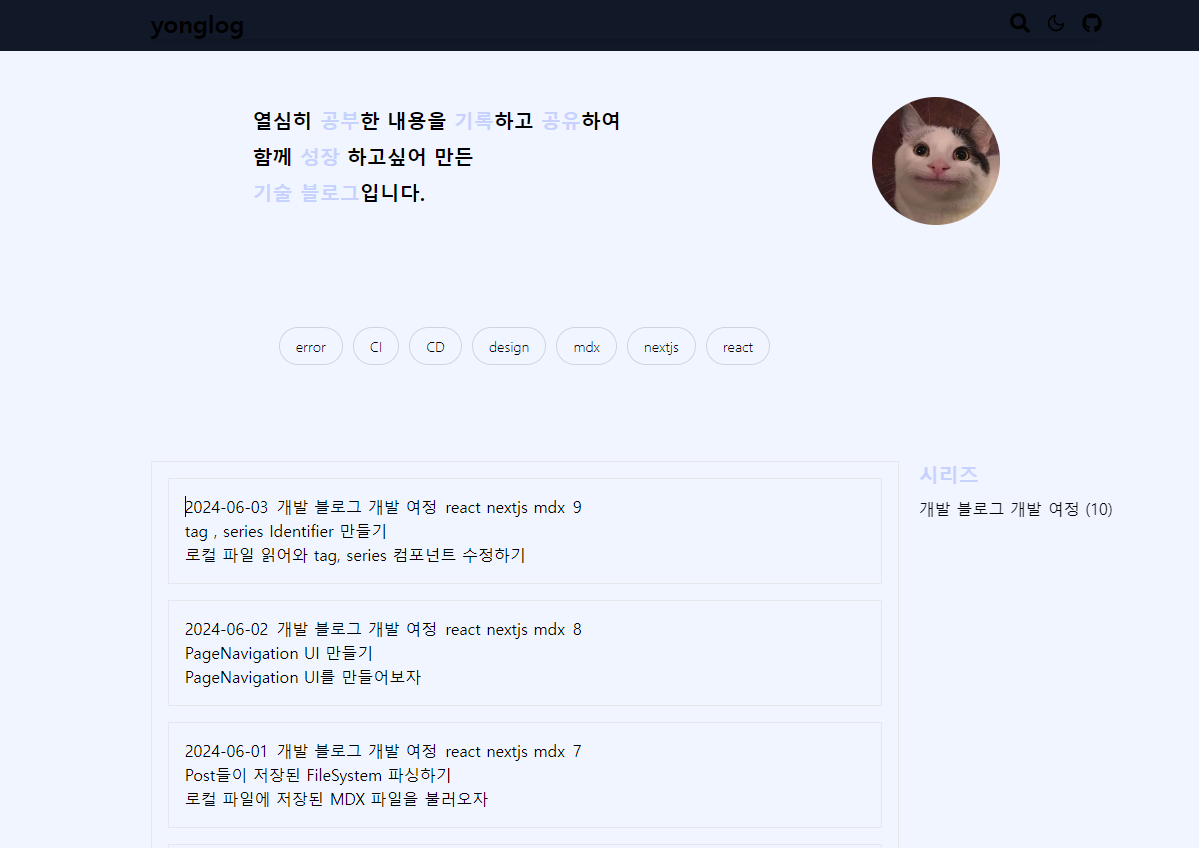 yonglog
열심히 공부한 내용을 기록하고 공유하여
함께 성장 하고싶어 만든
기술 블로그입니다.
error CI CD design mdx nextjs react
시리즈
개발 블로그 개발 여정 (10)
2024-06-03 개발 블로그 개발 여정 react nextjs mdx 9
tag , series Identifier 만들기
로컬 파일 읽어와 tag, series 컴포넌트 수정하기
2024-06-02 개발 블로그 개발 여정 react nextjs mdx 8
PageNavigation UI 만들기
PageNavigation UI를 만들어보자
2024-06-01 개발 블로그 개발 여정 react nextjs mdx 7
Post들이 저장된 FileSystem 파싱하기
로컬 파일에 저장된 MDX 파일을 불러오자